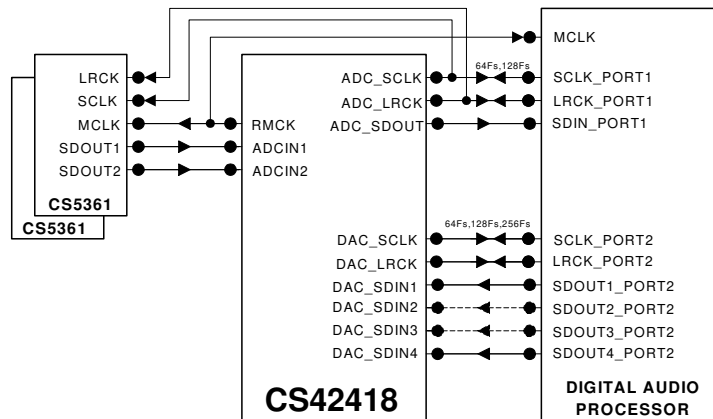 LRCK
SCLK
MCLK
SDOUT1
SDOUT2
CS5361
CS5361
RMCK
ADCIN1
ADCIN2
ADC_SCLK
ADC_LRCK
ADC_SDOUT
DAC_SCLK
DAC_LRCK
DAC_SDIN1
DAC_SDIN2
DAC_SDIN3
DAC_SDIN4
CS42418
64Fs,128Fs
64Fs,128Fs,256Fs
MCLK
SCLK_PORT1
LRCK_PORT1
SDIN_PORT1
SCLK_PORT2
LRCK_PORT2
SDOUT1_PORT2
SDOUT2_PORT2
SDOUT3_PORT2
SDOUT4_PORT2
DIGITAL AUDIO
PROCESSOR